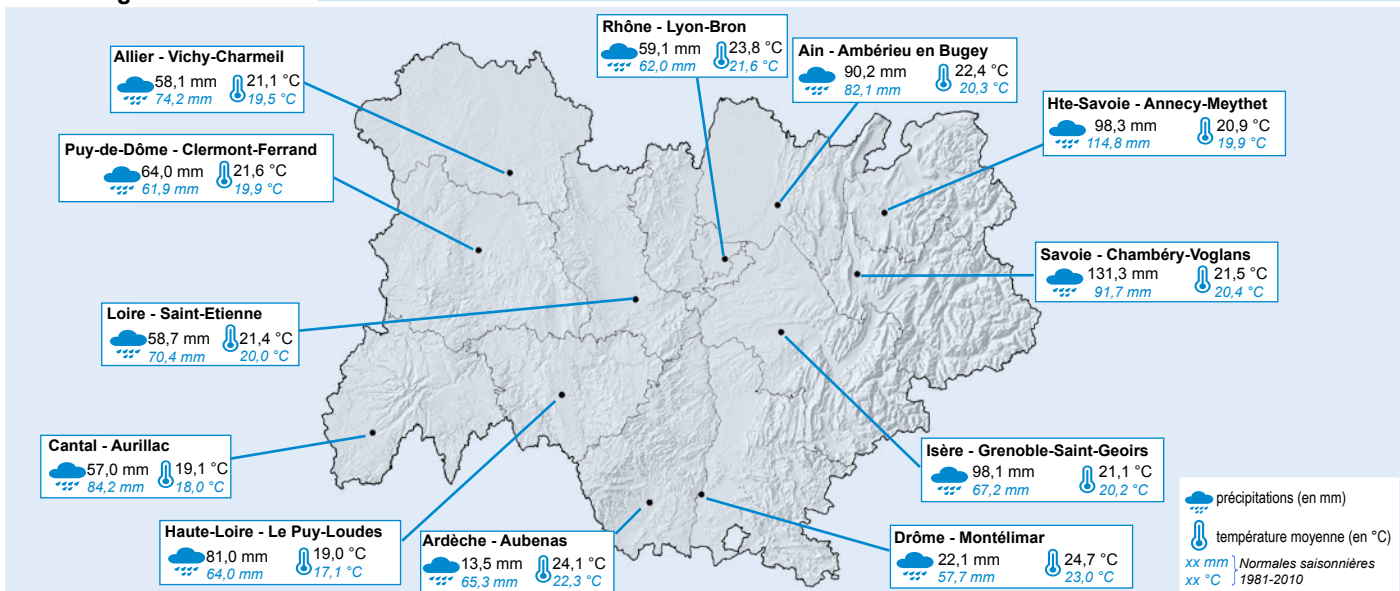 Allier - Vichy-Charmeil
58,1 mm 21,1 °C
74,2 mm 19,5 °C
Rhône - Lyon-Bron
59,1 mm 23,8 °C
62,0 mm 21,6 °C
Ain - Ambérieu en Bugey
90,2 mm 22,4 °C
82,1 mm 20,3 °C
Hte-Savoie - Annecy-Meythet
98,3 mm 20,9 °C
114,8 mm 19,9 °C
Puy-de-Dôme - Clermont-Ferrand
64,0 mm 21,6 °C
61,9 mm 19,9 °C
Savoie - Chambéry-Voglans
131,3 mm 21,5 °C
91,7 mm 20,4 °C
Loire - Saint-Etienne
58,7 mm 21,4 °C
70,4 mm 20,0 °C
Cantal - Aurillac
57,0 mm 19,1 °C
84,2 mm 18,0 °C
Isère - Grenoble-Saint-Geoirs
98,1 mm 21,1 °C
67,2 mm 20,2 °C
Haute-Loire - Le Puy-Loudes
81,0 mm 19,0 °C
64,0 mm 17,1 °C
Ardèche - Aubenas
13,5 mm 24,1 °C
65,3 mm 22,3 °C
Drôme - Montélimar
22,1 mm 24,7 °C
57,7 mm 23,0 °C
précipitations (en mm)
température moyenne (en °C)
xx mm Normales saisonnières
xx °C 1981-2010